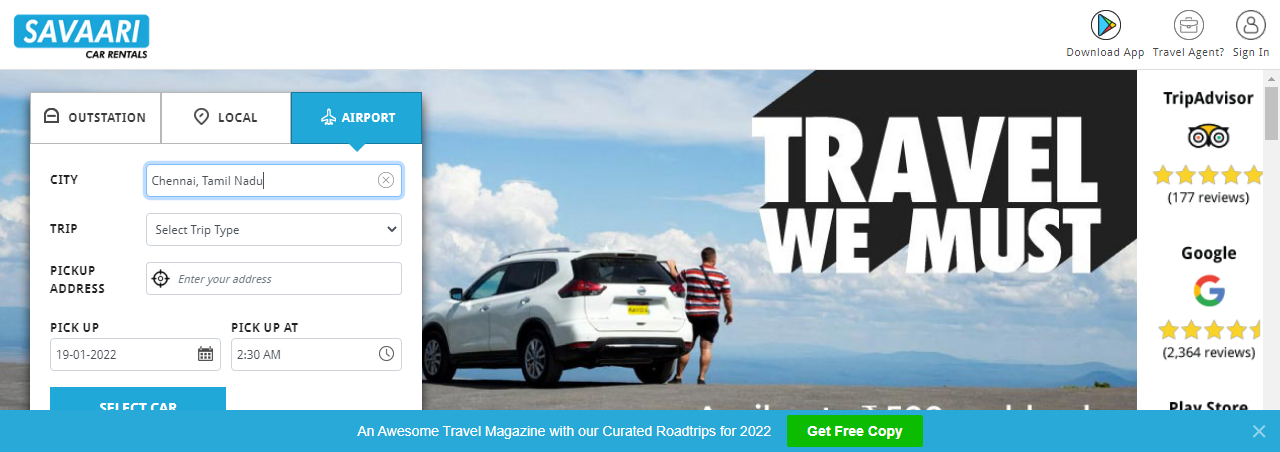 SAVAARI
CAR RENTALS
Download App
Travel Agent?
Sign In
OUTSTATION
LOCAL
AIRPORT
CITY
Chennai, Tamil Nadu
TRIP
Select Trip Type
PICKUP
ADDRESS
Enter your address
PICK UP
PICK UP AT
19-01-2022
2:30 AM
SELECT CAR
TRAVEL
WE MUST
TripAdvisor
(177 reviews)
Google
(2,364 reviews)
Play Store
An Awesome Travel Magazine with our Curated Roadtrips for 2022
Get Free Copy